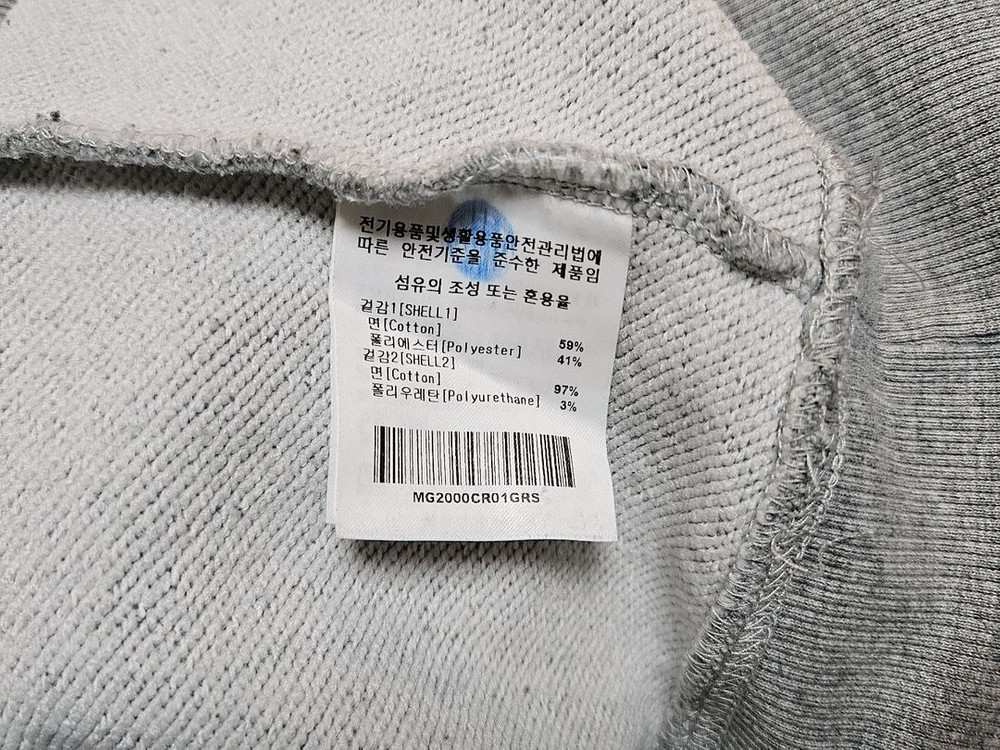 전기용품및생활용품안전관리법에
따른 안전기준을 준수한 제품임
섬유의 조성 또는 혼용율
겉감1[SHELL1]
면[Cotton] 59%
폴리에스터[Polyester] 41%
겉감2[SHELL2]
면[Cotton] 97%
폴리우레탄[Polyurethane] 3%
MG2000CR01GRS